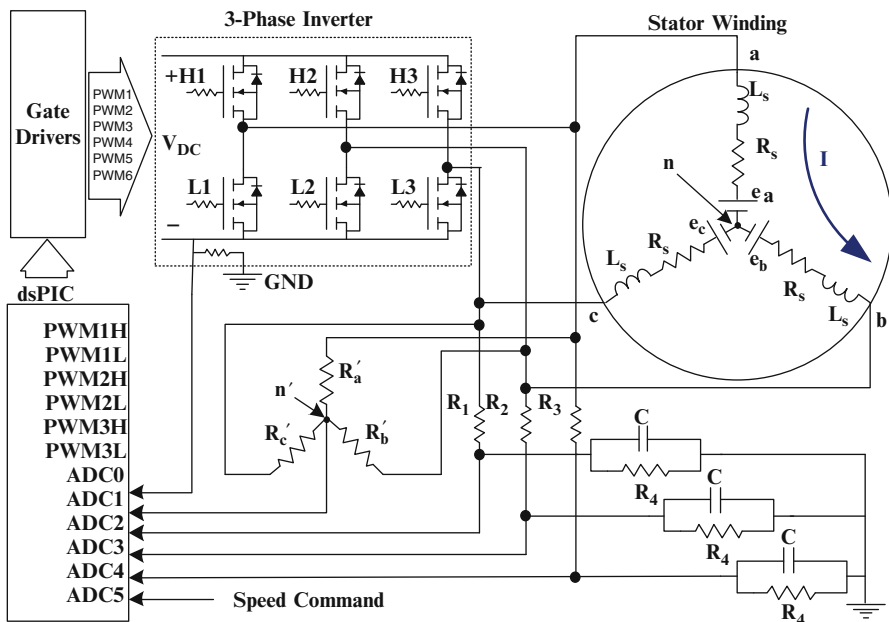 3-Phase Inverter
Stator Winding
Gate
Drivers
PWM1
PWM2
PWM3
PWM4
PWM5
PWM6
+H1
H2
H3
V_DC
L1
L2
L3
−
GND
a
L_s
R_s
I
n
e_a
e_c
e_b
R_s
L_s
R_s
L_s
c
b
dsPIC
PWM1H
PWM1L
PWM2H
PWM2L
PWM3H
PWM3L
ADC0
ADC1
ADC2
ADC3
ADC4
ADC5
n′
R_a′
R_c′
R_b′
R_1
R_2
R_3
C
R_4
C
R_4
C
R_4
Speed Command